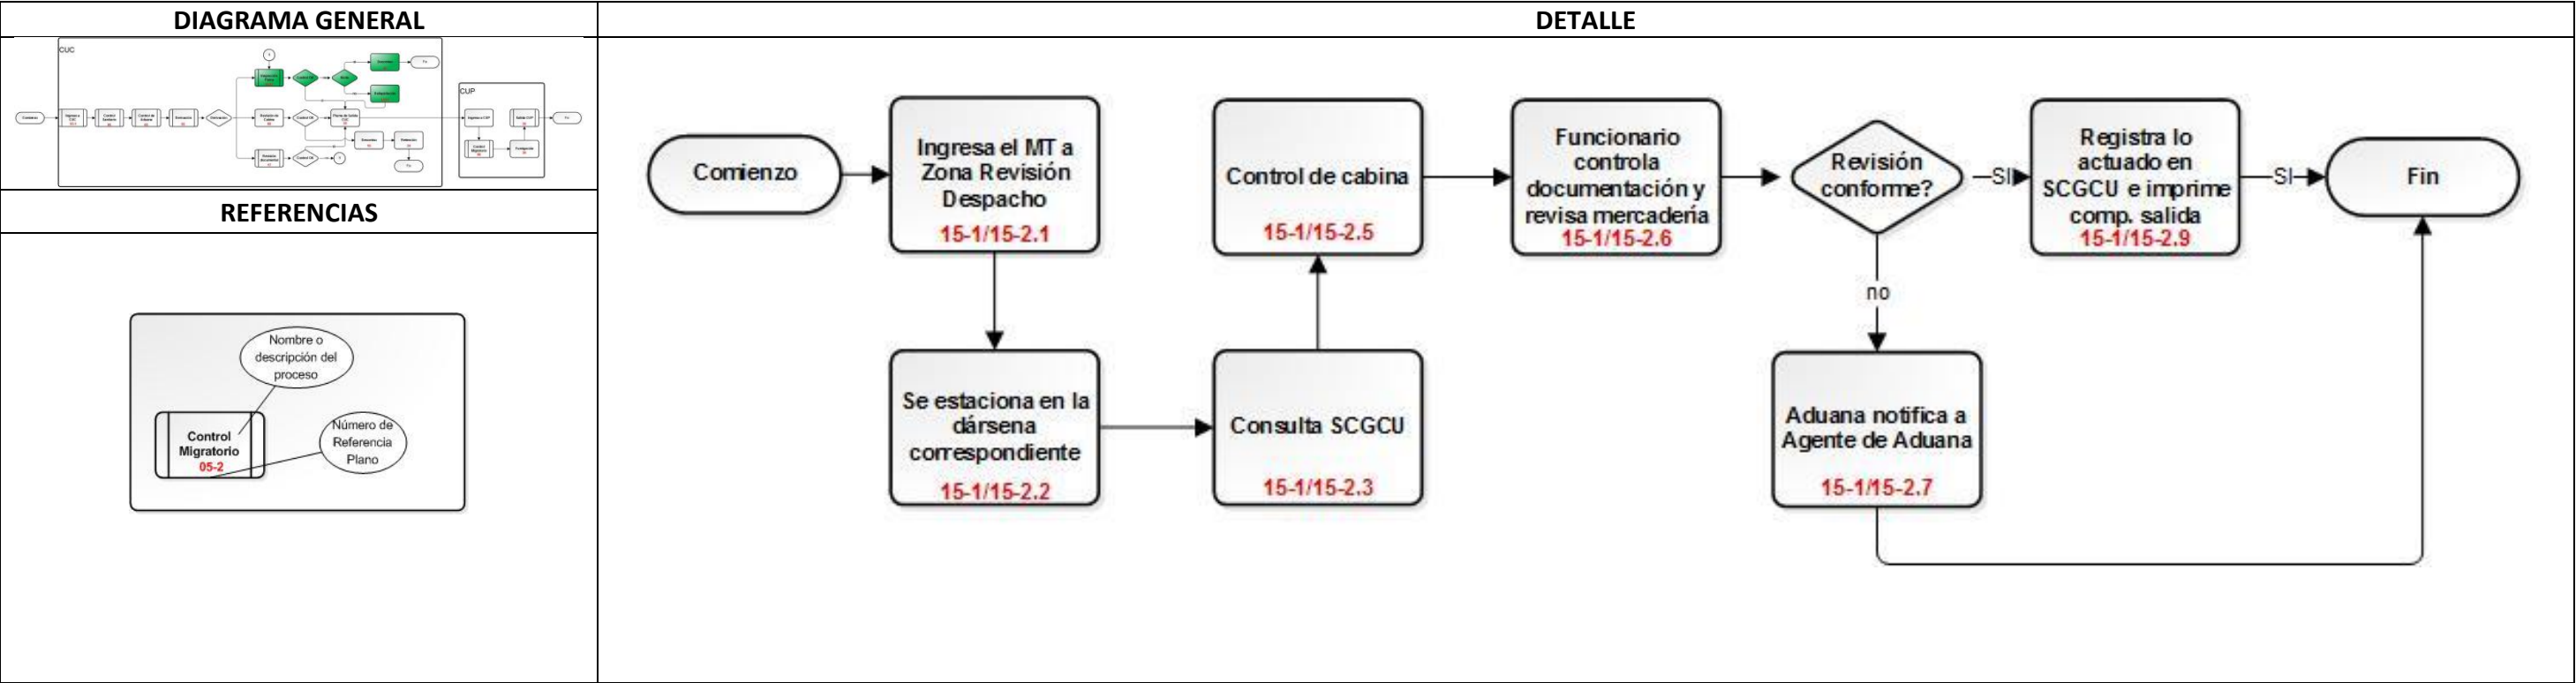 DIAGRAMA GENERAL
DETALLE
CUC
CUP
REFERENCIAS
Nombre o
descripción del
proceso
Control
Migratorio
05-2
Número de
Referencia
Plano
Comienzo
Ingresa el MT a
Zona Revisión
Despacho
15-1/15-2.1
Se estaciona en la
dársena
correspondiente
15-1/15-2.2
Consulta SCGCU
15-1/15-2.3
Control de cabina
15-1/15-2.5
Funcionario
controla
documentación y
revisa mercadería
15-1/15-2.6
Revisión
conforme?
SI
no
Aduana notifica a
Agente de Aduana
15-1/15-2.7
Registra lo
actuado en
SCGCU e imprime
comp. salida
15-1/15-2.9
SI
Fin